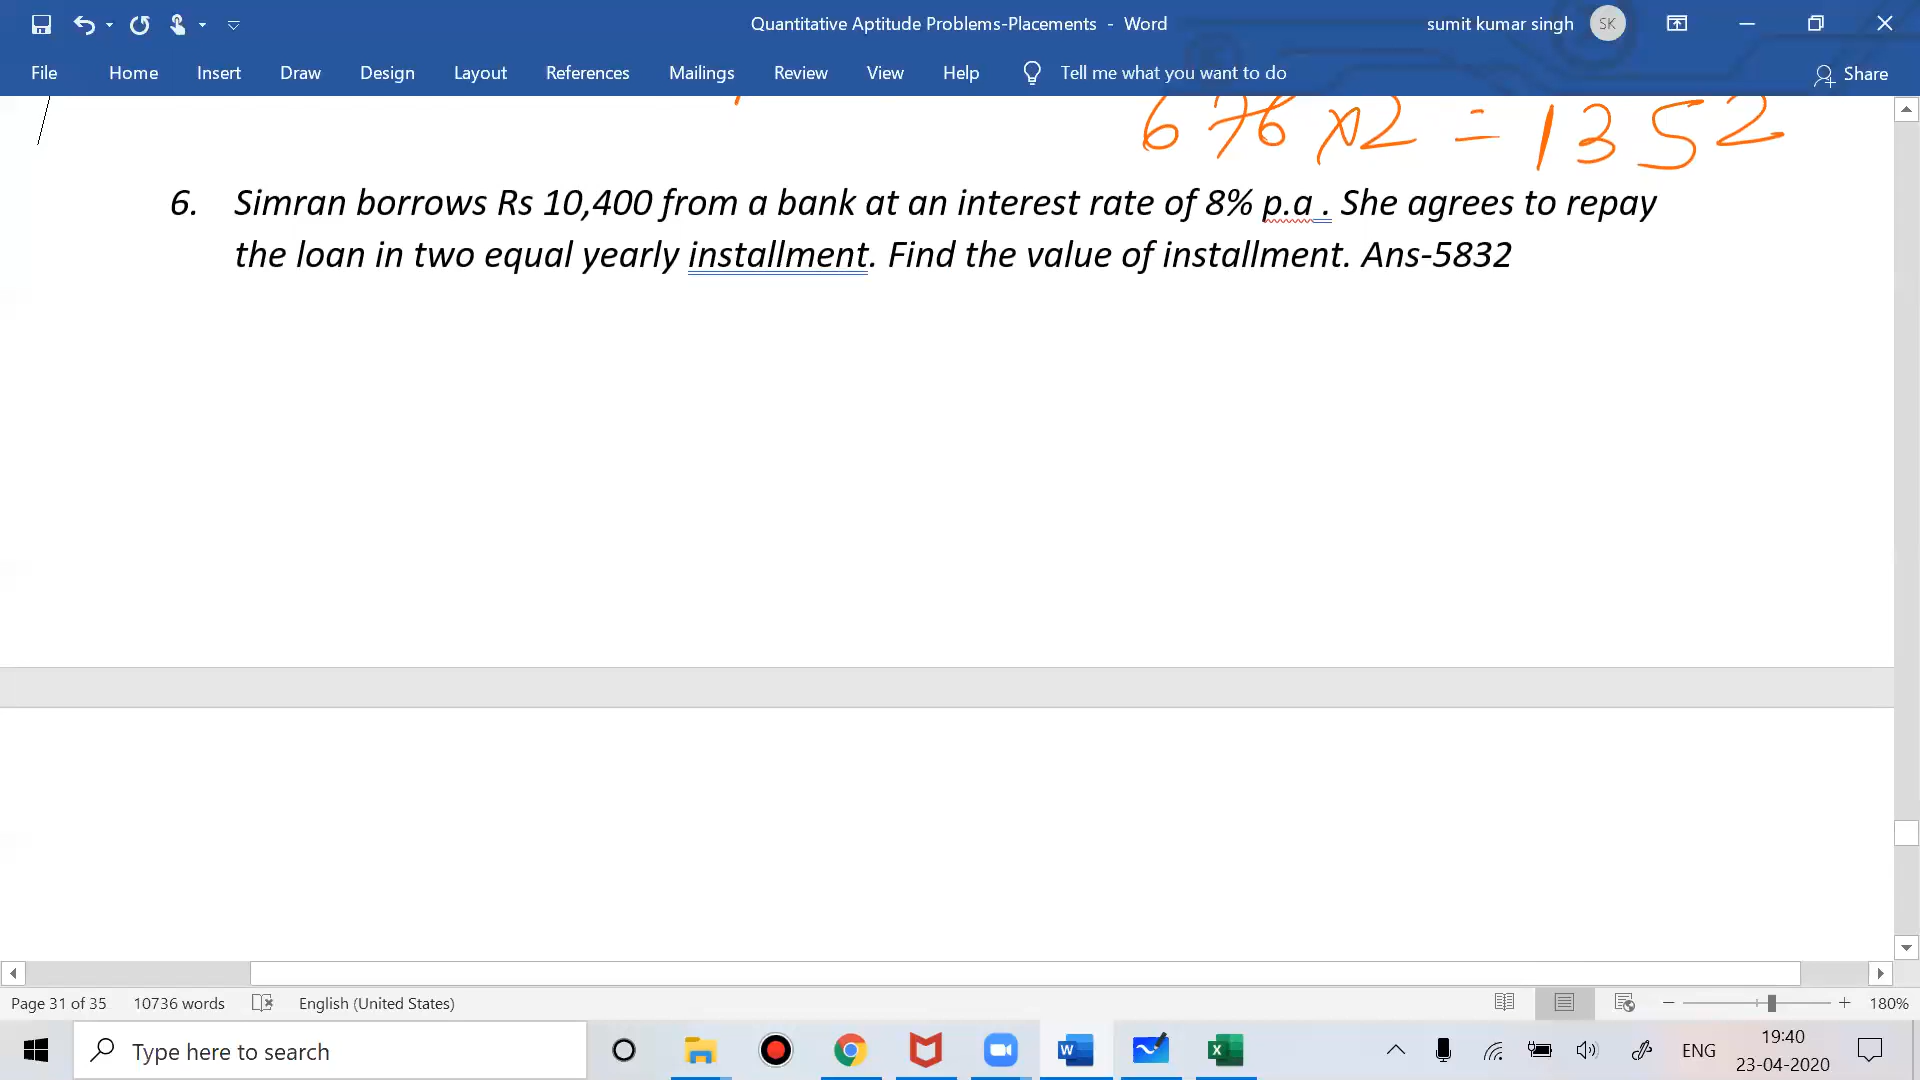 Quantitative Aptitude Problems-Placements - Word
sumit kumar singh SK
File Home Insert Draw Design Layout References Mailings Review View Help Tell me what you want to do Share
676 x 2 = 1352
6. Simran borrows Rs 10,400 from a bank at an interest rate of 8% p.a . She agrees to repay
the loan in two equal yearly installment. Find the value of installment. Ans-5832
Page 31 of 35 10736 words English (United States) 180%
Type here to search
ENG
19:40
23-04-2020